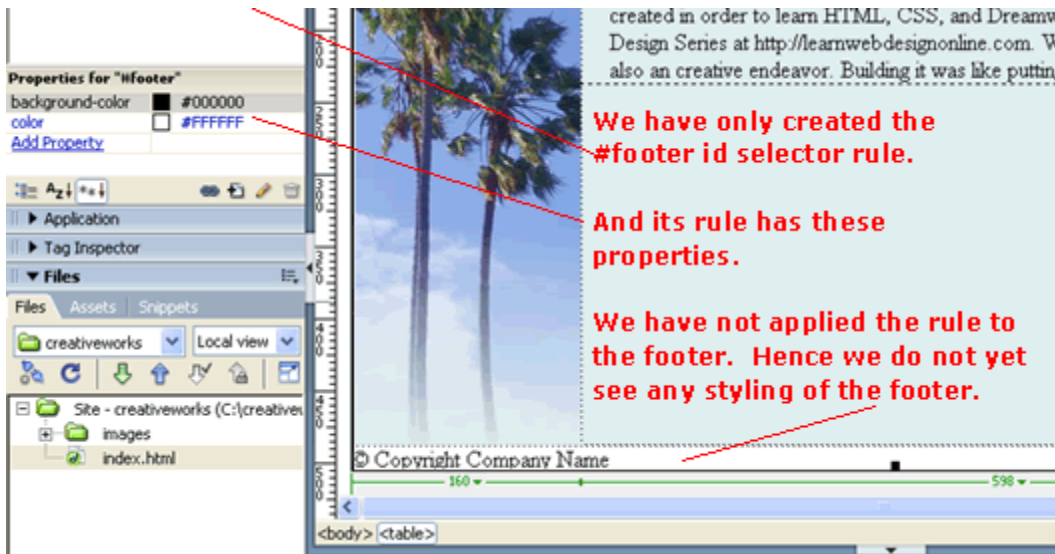 created in order to learn HTML, CSS, and Dreamw
Design Series at http://learnwebdesignonline.com. W
also an creative endeavor. Building it was like putting
Properties for "#footer"
background-color #000000
color #FFFFFF
Add Property
We have only created the
#footer id selector rule.
And its rule has these
properties.
We have not applied the rule to
the footer. Hence we do not yet
see any styling of the footer.
Application
Tag Inspector
Files
Files Assets Snippets
creativeworks Local view
Site - creativeworks (C:\creativew
images
index.html
© Copyright Company Name
160 598
<body> <table>